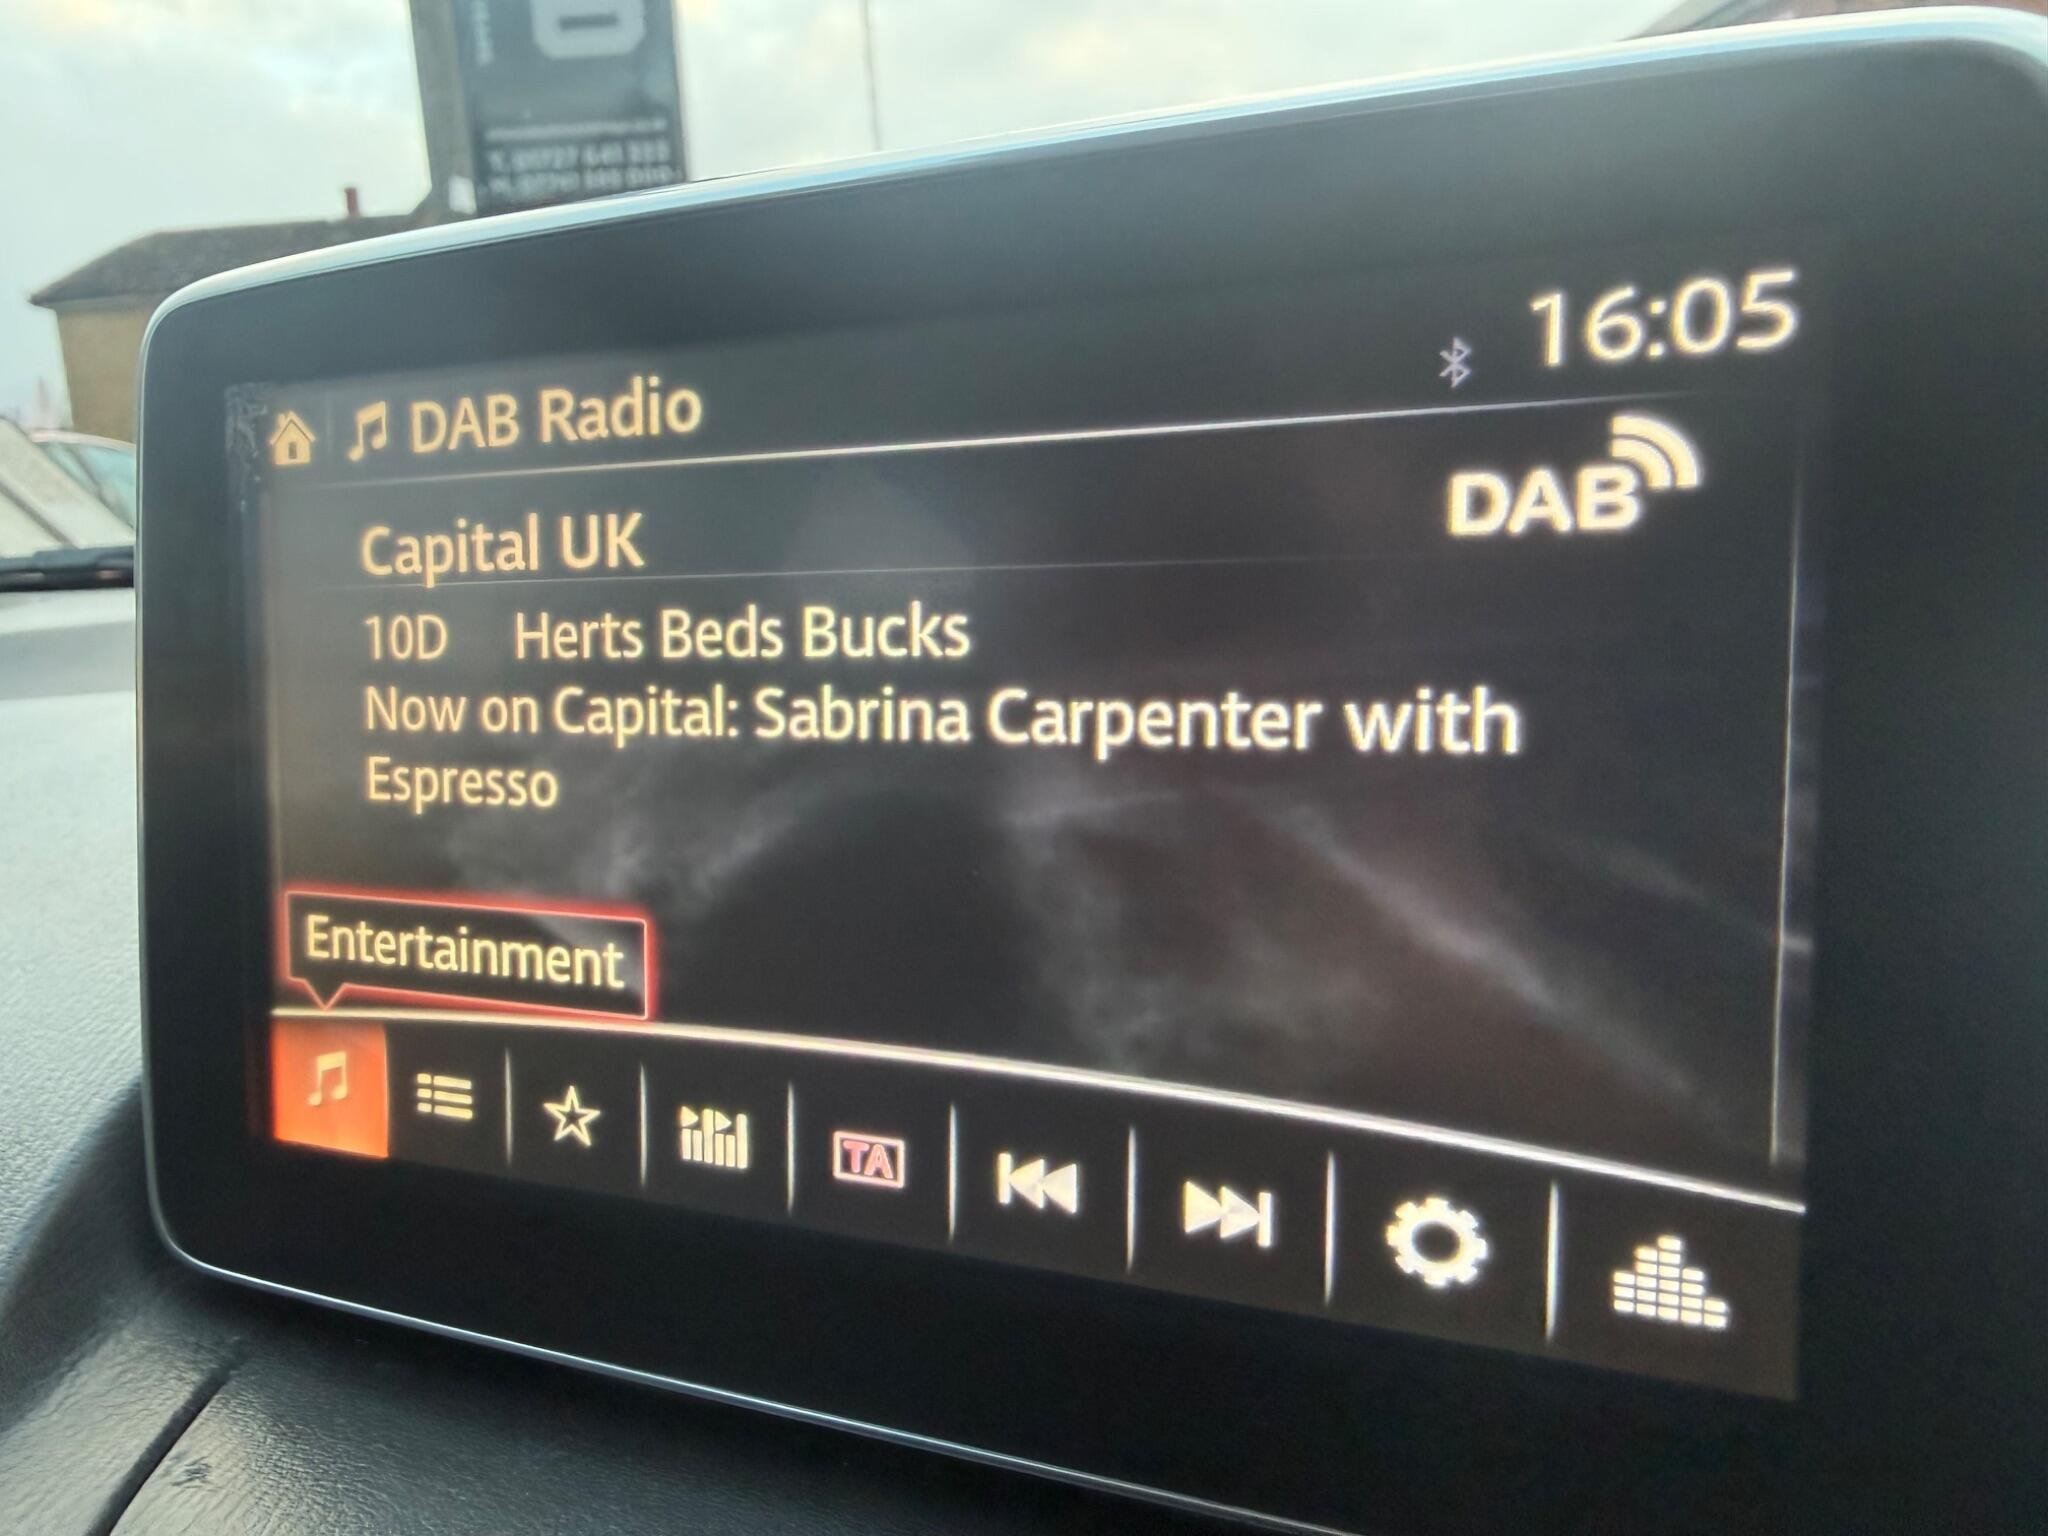 16:05
DAB Radio
DAB
Capital UK
10D Herts Beds Bucks
Now on Capital: Sabrina Carpenter with
Espresso
Entertainment
TA